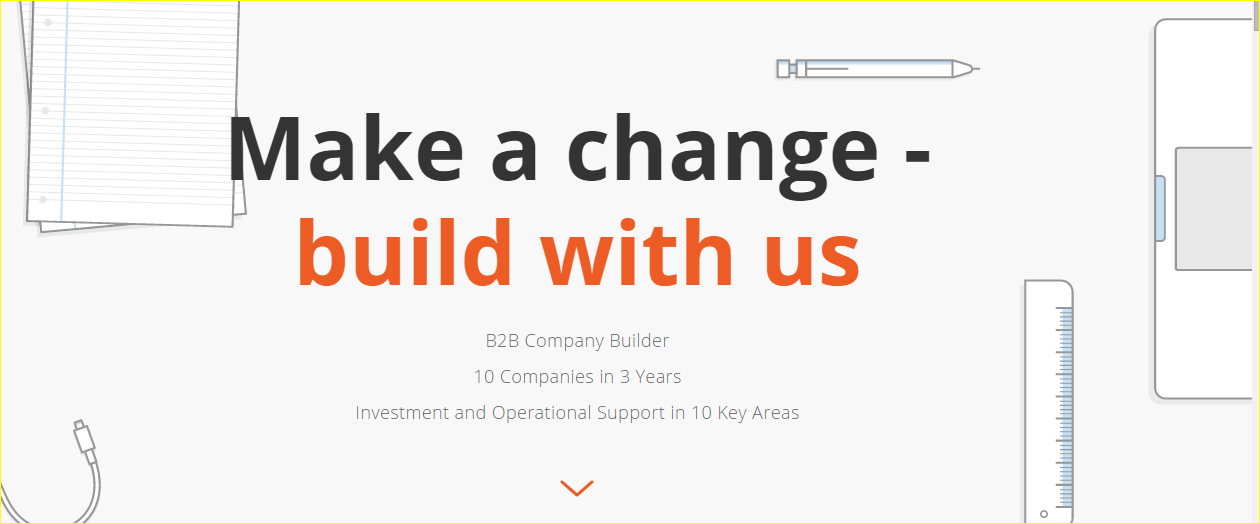 Make a change -
build with us
B2B Company Builder
10 Companies in 3 Years
Investment and Operational Support in 10 Key Areas